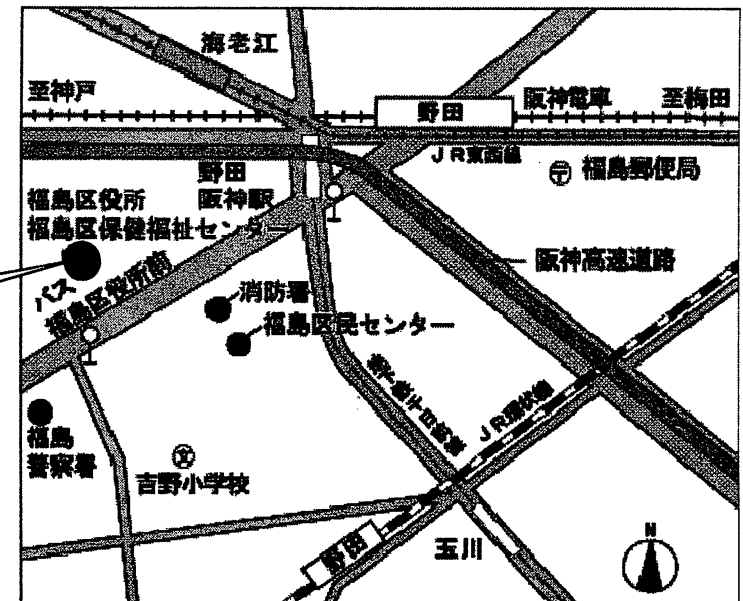 海老江
至神戸
野田
阪神電車
至梅田
JR東西線
野田
阪神駅
福島郵便局
福島区役所
福島区保健福祉センター
バス
福島区役所前
阪神高速道路
消防署
福島区民センター
JR環状線
福島
警察署
文
吉野小学校
野田
玉川
N